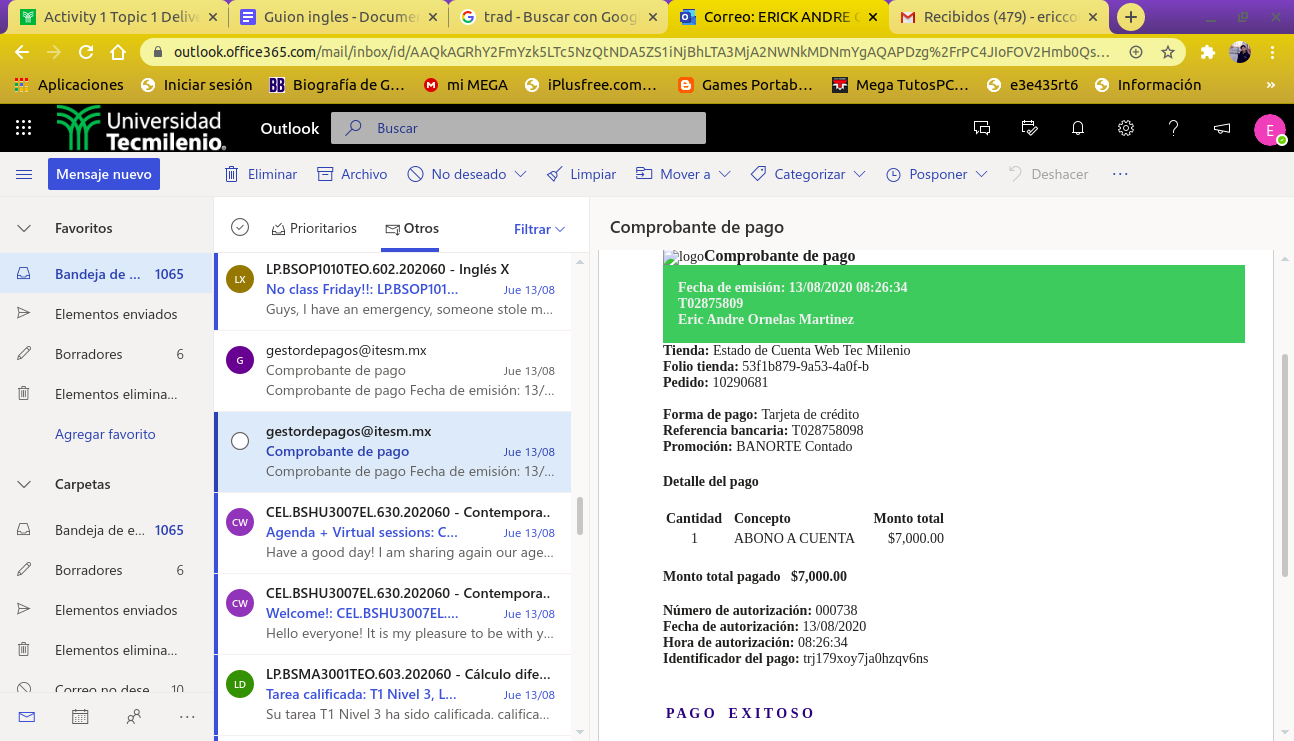 Activity 1 Topic 1 Delive
Guion ingles - Documen
trad - Buscar con Goog
Correo: ERICK ANDRE O
Recibidos (479) - ericco
outlook.office365.com/mail/inbox/id/AAQkAGRhY2FmYzk5LTc5NzQtNDA5ZS1iNjBhLTA3MjA2NWNkMDNmYgAQAPDzg%2FrPC4JIoFOV2Hmb0Qs...
Aplicaciones
Iniciar sesión
BB Biografía de G...
M mi MEGA
iPlusfree.com...
Games Portab...
Mega TutosPC...
e3e435rt6
Información
»
Universidad
Tecmilenio.
Outlook
Buscar
E
Mensaje nuevo
Eliminar
Archivo
No deseado
Limpiar
Mover a
Categorizar
Posponer
Deshacer
...
Favoritos
Bandeja de ... 1065
Elementos enviados
Borradores 6
Elementos elimina...
Agregar favorito
Carpetas
Bandeja de e... 1065
Borradores 6
Elementos enviados
Elementos elimina...
Correo no dese... 10
...
Prioritarios
Otros
Filtrar
LX
LP.BSOP1010TEO.602.202060 - Inglés X
No class Friday!!: LP.BSOP101... Jue 13/08
Guys, I have an emergency, someone stole m...
G
gestordepagos@itesm.mx
Comprobante de pago Jue 13/08
Comprobante de pago Fecha de emisión: 13/...
gestordepagos@itesm.mx
Comprobante de pago Jue 13/08
Comprobante de pago Fecha de emisión: 13/...
CW
CEL.BSHU3007EL.630.202060 - Contempora..
Agenda + Virtual sessions: C... Jue 13/08
Have a good day! I am sharing again our age...
CW
CEL.BSHU3007EL.630.202060 - Contempora..
Welcome!: CEL.BSHU3007EL.... Jue 13/08
Hello everyone! It is my pleasure to be with y...
LD
LP.BSMA3001TEO.603.202060 - Cálculo dife...
Tarea calificada: T1 Nivel 3, L... Jue 13/08
Su tarea T1 Nivel 3 ha sido calificada. califica...
Comprobante de pago
logo Comprobante de pago
Fecha de emisión: 13/08/2020 08:26:34
T02875809
Eric Andre Ornelas Martinez
Tienda: Estado de Cuenta Web Tec Milenio
Folio tienda: 53f1b879-9a53-4a0f-b
Pedido: 10290681
Forma de pago: Tarjeta de crédito
Referencia bancaria: T028758098
Promoción: BANORTE Contado
Detalle del pago
Cantidad Concepto Monto total
1 ABONO A CUENTA $7,000.00
Monto total pagado $7,000.00
Número de autorización: 000738
Fecha de autorización: 13/08/2020
Hora de autorización: 08:26:34
Identificador del pago: trj179xoy7ja0hzqv6ns
PAGO EXITOSO